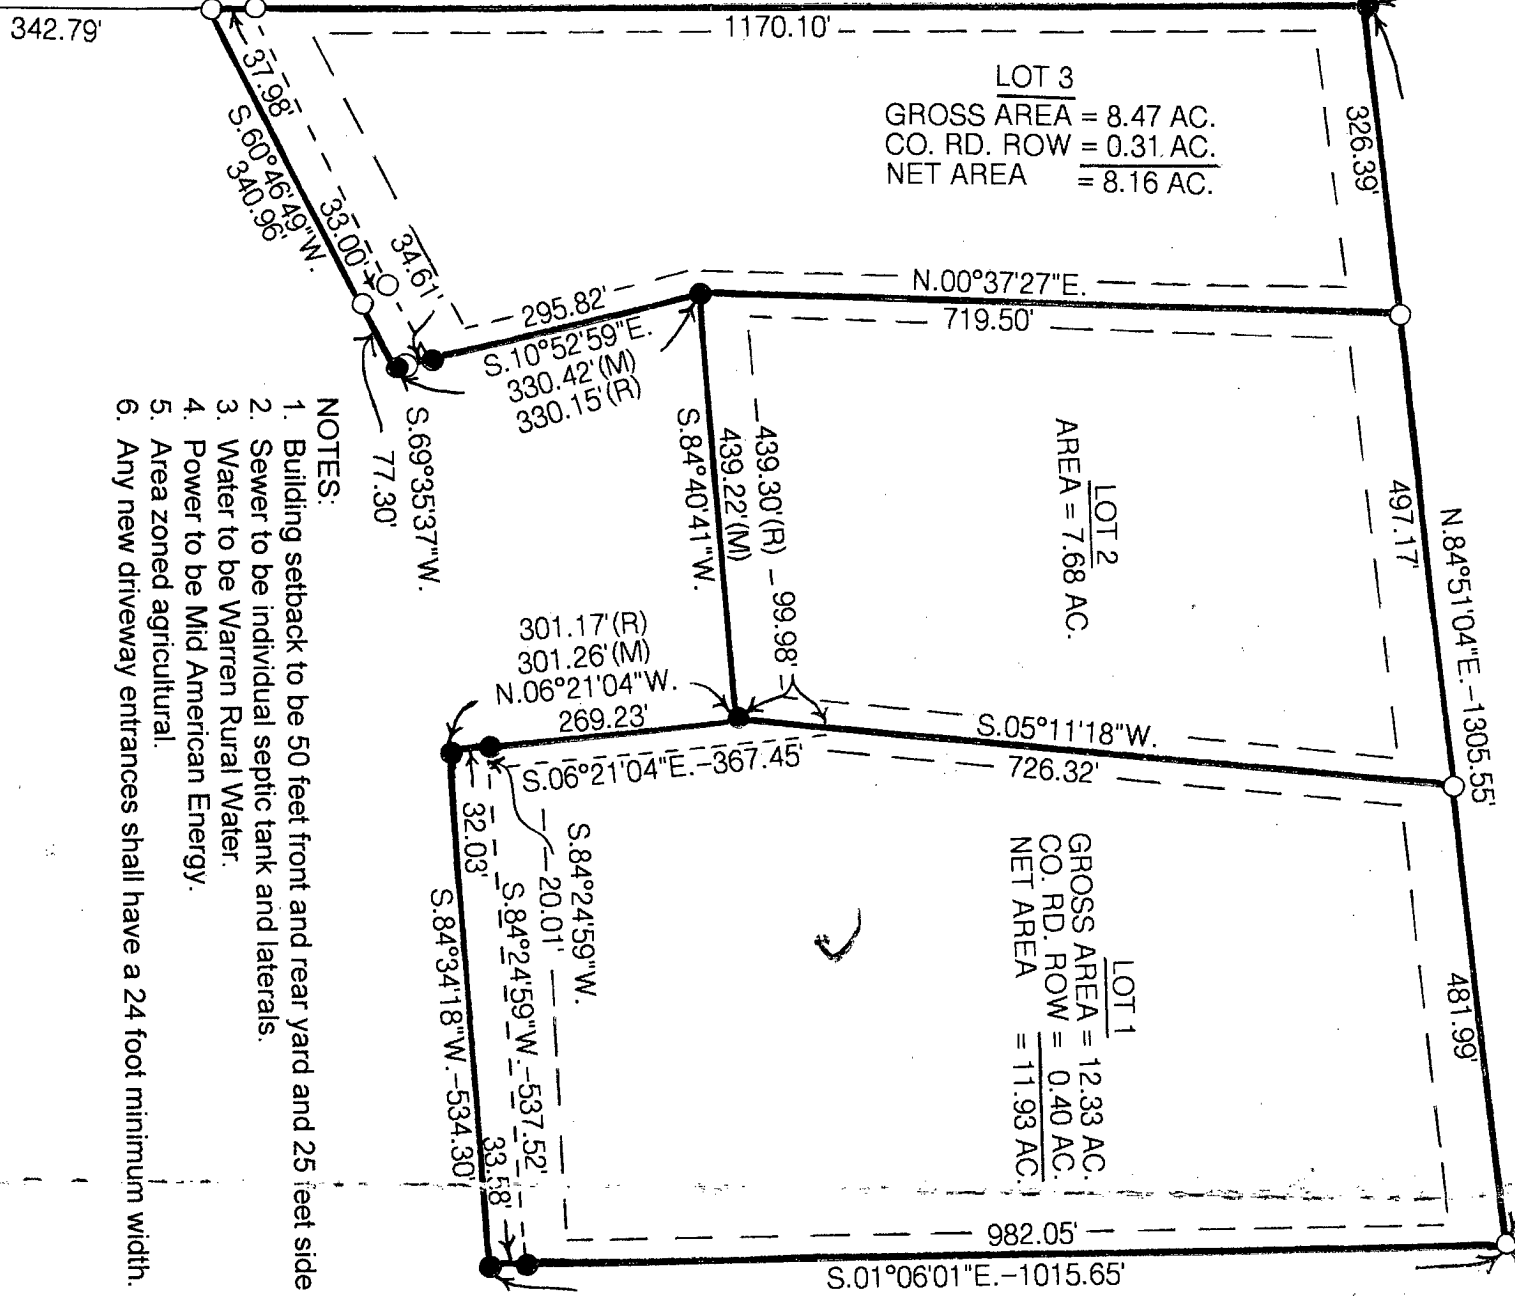 342.79'
1170.10'
LOT 3
GROSS AREA = 8.47 AC.
CO. RD. ROW = 0.31 AC.
NET AREA = 8.16 AC.
326.39'
37.98'
S.60°46'49"W.
340.96'
33.00'
34.61'
295.82'
S.10°52'59"E.
330.42'(M)
330.15'(R)
N.00°37'27"E.
719.50'
S.69°35'37"W.
77.30'
439.30'(R)
439.22'(M)
S.84°40'41"W.
99.98'
LOT 2
AREA = 7.68 AC.
497.17'
N.84°51'04"E.-1305.55'
301.17'(R)
301.26'(M)
N.06°21'04"W.
269.23'
S.06°21'04"E.-367.45'
S.05°11'18"W.
726.32'
S.84°24'59"W.
20.01'
32.03'
S.84°24'59"W.-537.52'
S.84°34'18"W.-534.30'
33.58'
LOT 1
GROSS AREA = 12.33 AC.
CO. RD. ROW = 0.40 AC.
NET AREA = 11.93 AC.
481.99'
982.05'
S.01°06'01"E.-1015.65'
NOTES:
1. Building setback to be 50 feet front and rear yard and 25 feet side
2. Sewer to be individual septic tank and laterals.
3. Water to be Warren Rural Water.
4. Power to be Mid American Energy.
5. Area zoned agricultural.
6. Any new driveway entrances shall have a 24 foot minimum width.